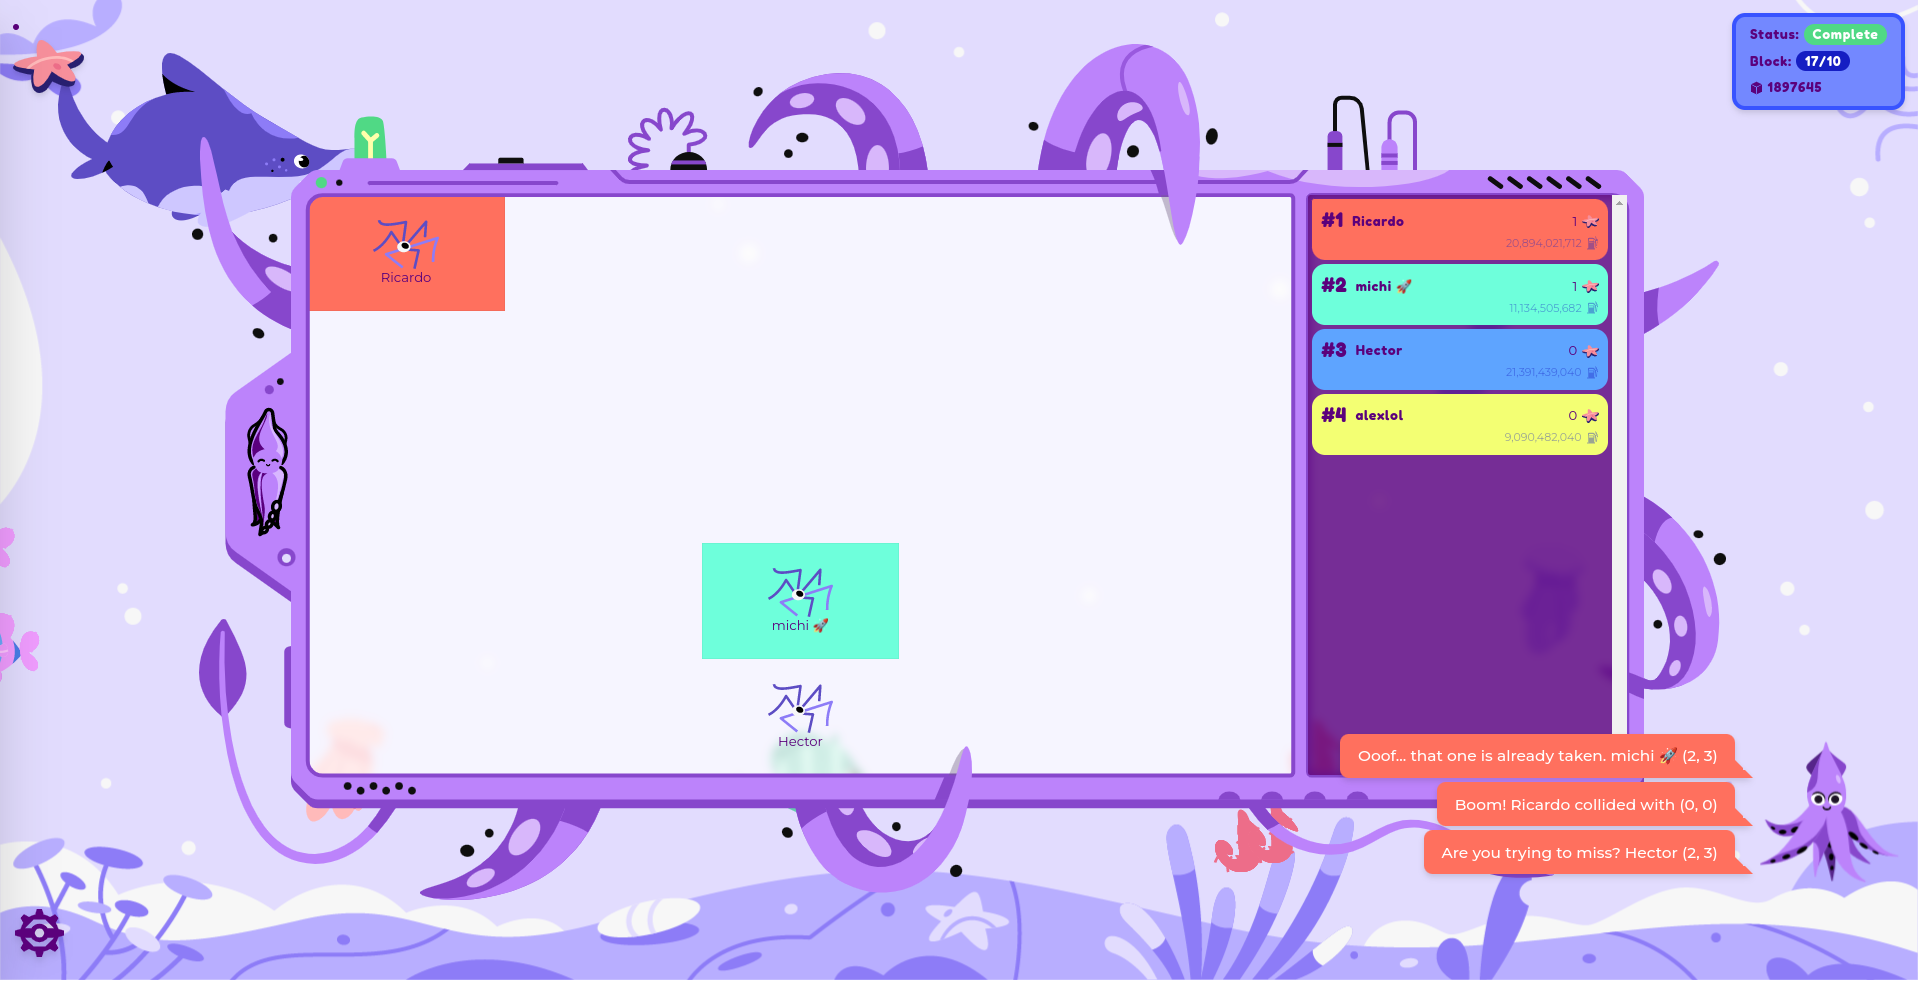 Status: Complete
Block: 17/10
1897645
Ricardo
michi 🚀
Hector
#1 Ricardo 1
20,894,021,712
#2 michi 🚀 1
11,134,505,682
#3 Hector 0
21,391,439,040
#4 alexlol 0
9,090,482,040
Ooof... that one is already taken. michi 🚀 (2, 3)
Boom! Ricardo collided with (0, 0)
Are you trying to miss? Hector (2, 3)